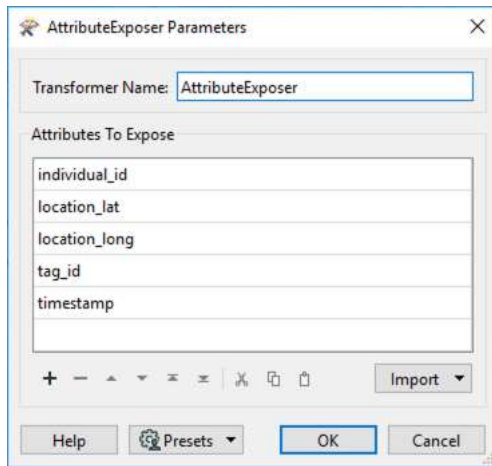 AttributeExposer Parameters
Transformer Name: AttributeExposer
Attributes To Expose
individual_id
location_lat
location_long
tag_id
timestamp
Import
Help Presets OK Cancel